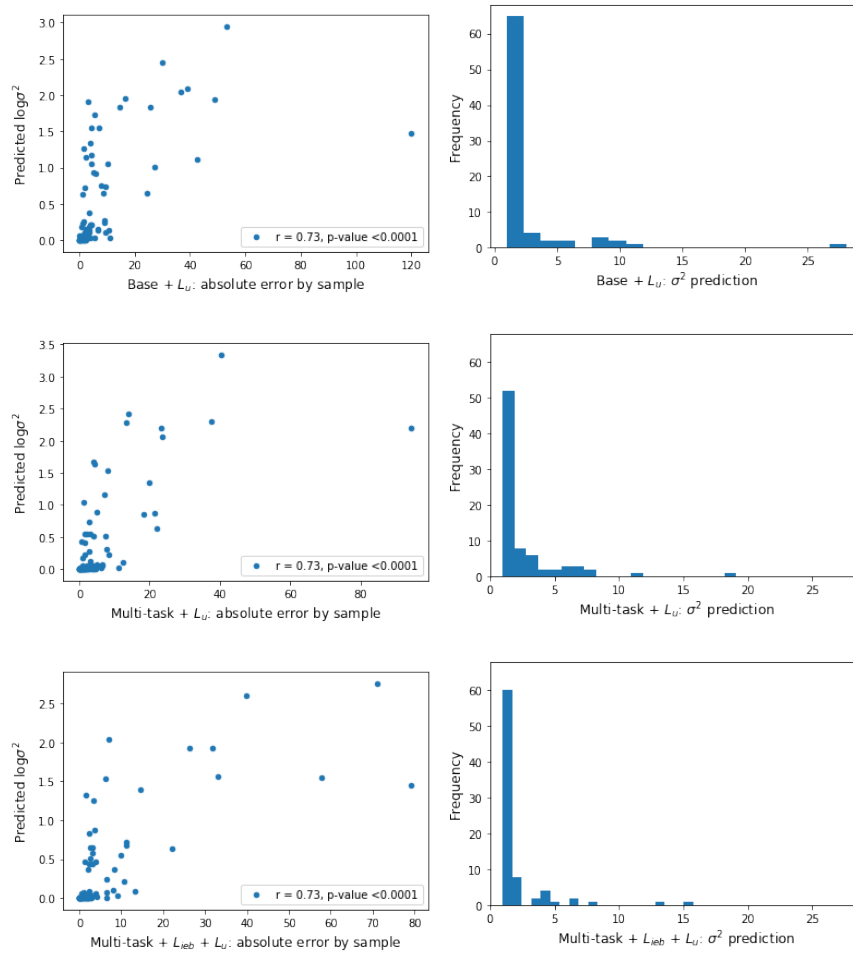 3.0
2.5
2.0
1.5
1.0
0.5
0.0
Predicted logσ²
r = 0.73, p-value <0.0001
0 20 40 60 80 100 120
Base + L_u: absolute error by sample
60
50
40
30
20
10
0
Frequency
0 5 10 15 20 25
Base + L_u: σ² prediction
3.5
3.0
2.5
2.0
1.5
1.0
0.5
0.0
Predicted logσ²
r = 0.73, p-value <0.0001
0 20 40 60 80
Multi-task + L_u: absolute error by sample
60
50
40
30
20
10
0
Frequency
0 5 10 15 20 25
Multi-task + L_u: σ² prediction
2.5
2.0
1.5
1.0
0.5
0.0
Predicted logσ²
r = 0.73, p-value <0.0001
0 10 20 30 40 50 60 70 80
Multi-task + L_ieb + L_u: absolute error by sample
60
50
40
30
20
10
0
Frequency
0 5 10 15 20 25
Multi-task + L_ieb + L_u: σ² prediction